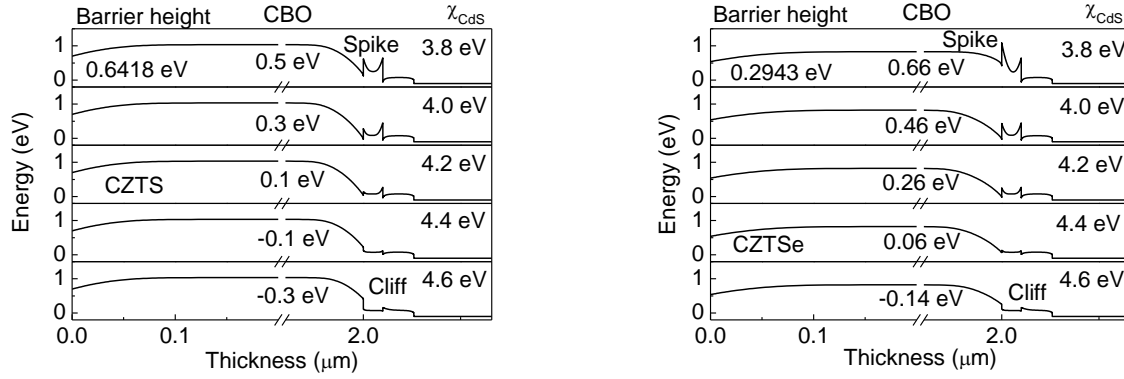 Barrier height CBO χCdS
Spike
1 0.6418 eV 0.5 eV 3.8 eV
0
1 0.3 eV 4.0 eV
0
1 CZTS 0.1 eV 4.2 eV
0
1 -0.1 eV 4.4 eV
0
1 -0.3 eV Cliff 4.6 eV
0
Energy (eV)
0.0 0.1 2.0
Thickness (μm)
Barrier height CBO χCdS
Spike
1 0.2943 eV 0.66 eV 3.8 eV
0
1 0.46 eV 4.0 eV
0
1 0.26 eV 4.2 eV
0
1 CZTSe 0.06 eV 4.4 eV
0
1 -0.14 eV Cliff 4.6 eV
0
Energy (eV)
0.0 0.1 2.0
Thickness (μm)